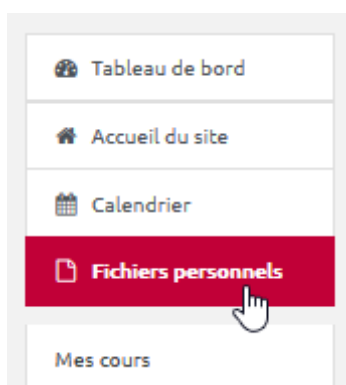 Tableau de bord
Accueil du site
Calendrier
Fichiers personnels
Mes cours